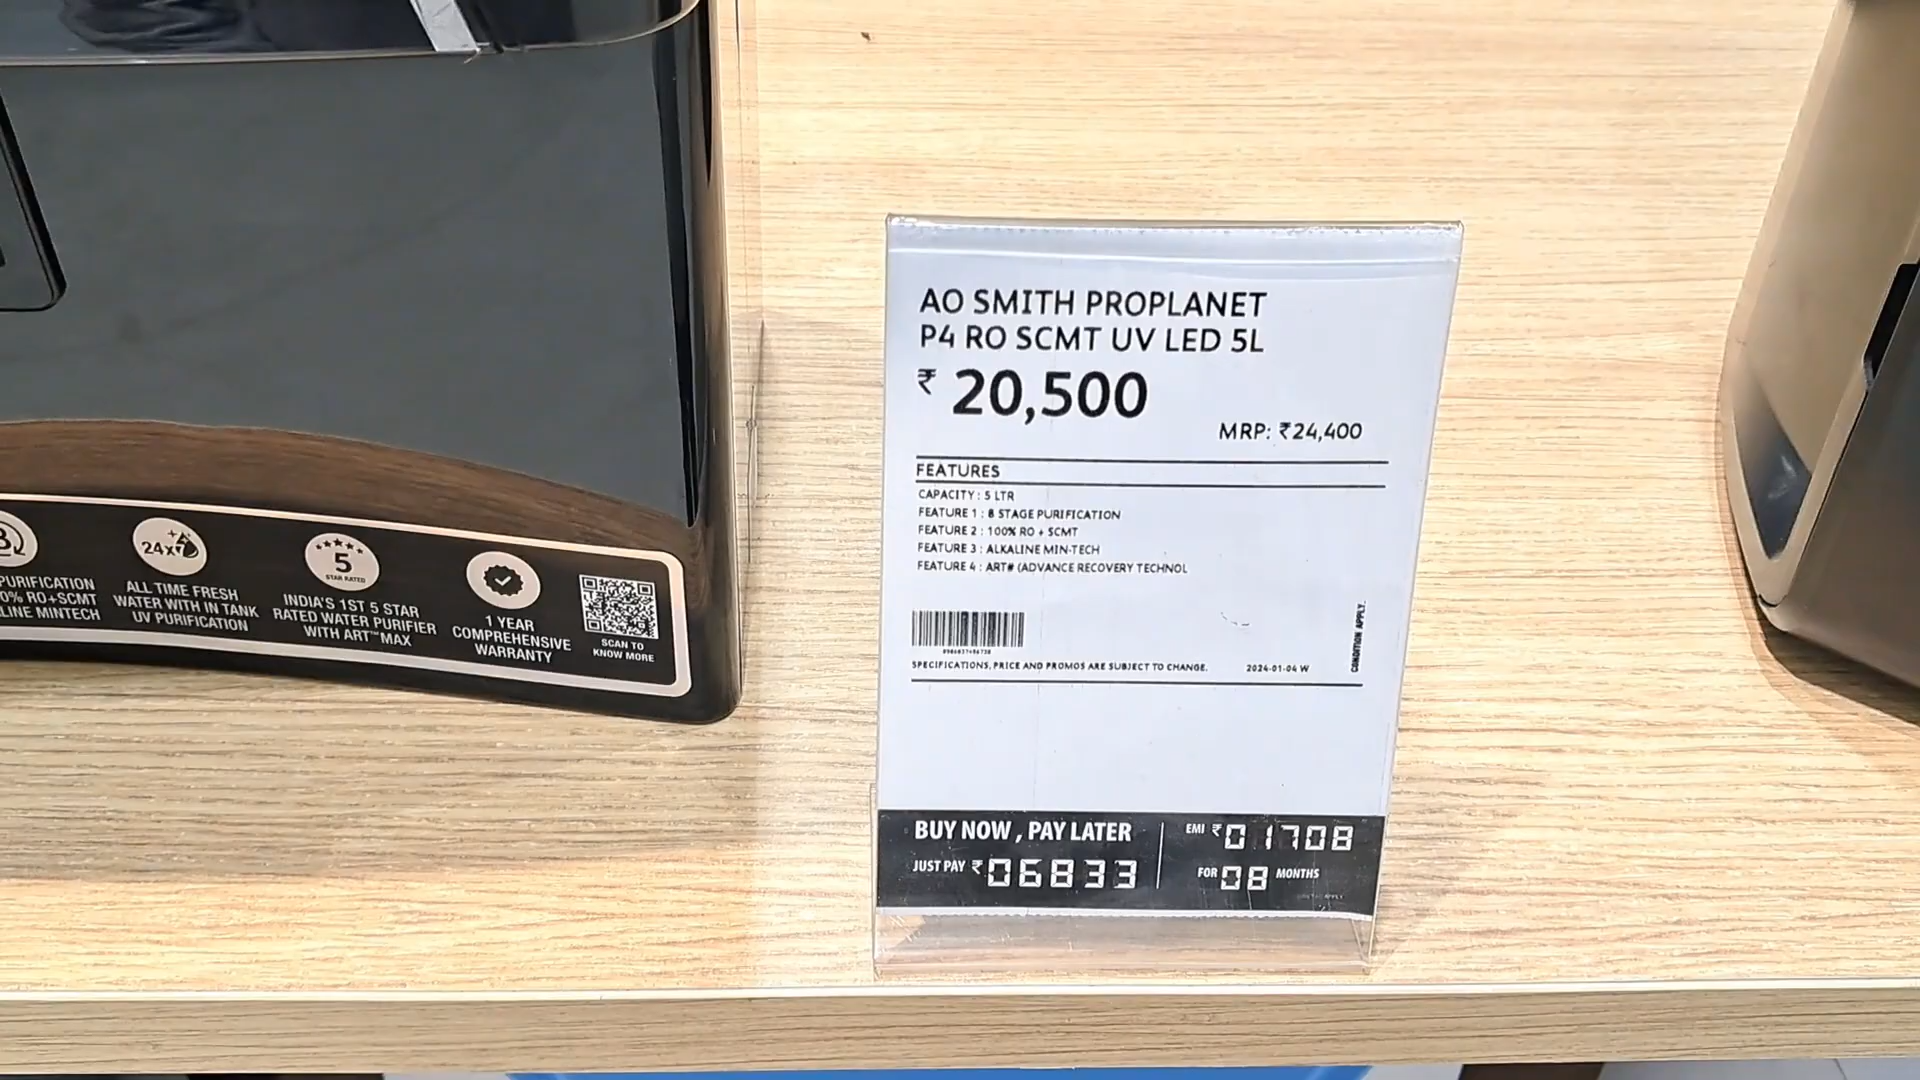 PURIFICATION
0% RO+SCMT
LINE MINTECH
24x7
ALL TIME FRESH
WATER WITH IN TANK
UV PURIFICATION
5
STAR RATED
INDIA'S 1ST 5 STAR
RATED WATER PURIFIER
WITH ART™ MAX
1 YEAR
COMPREHENSIVE
WARRANTY
SCAN TO
KNOW MORE
AO SMITH PROPLANET
P4 RO SCMT UV LED 5L
₹ 20,500
MRP: ₹24,400
FEATURES
CAPACITY : 5 LTR
FEATURE 1 : 8 STAGE PURIFICATION
FEATURE 2 : 100% RO + SCMT
FEATURE 3 : ALKALINE MIN-TECH
FEATURE 4 : ART# (ADVANCE RECOVERY TECHNOL
CONDITION APPLY.
SPECIFICATIONS, PRICE AND PROMOS ARE SUBJECT TO CHANGE. 2024-01-04 W
BUY NOW , PAY LATER
JUST PAY ₹06833
EMI ₹01708
FOR 08 MONTHS